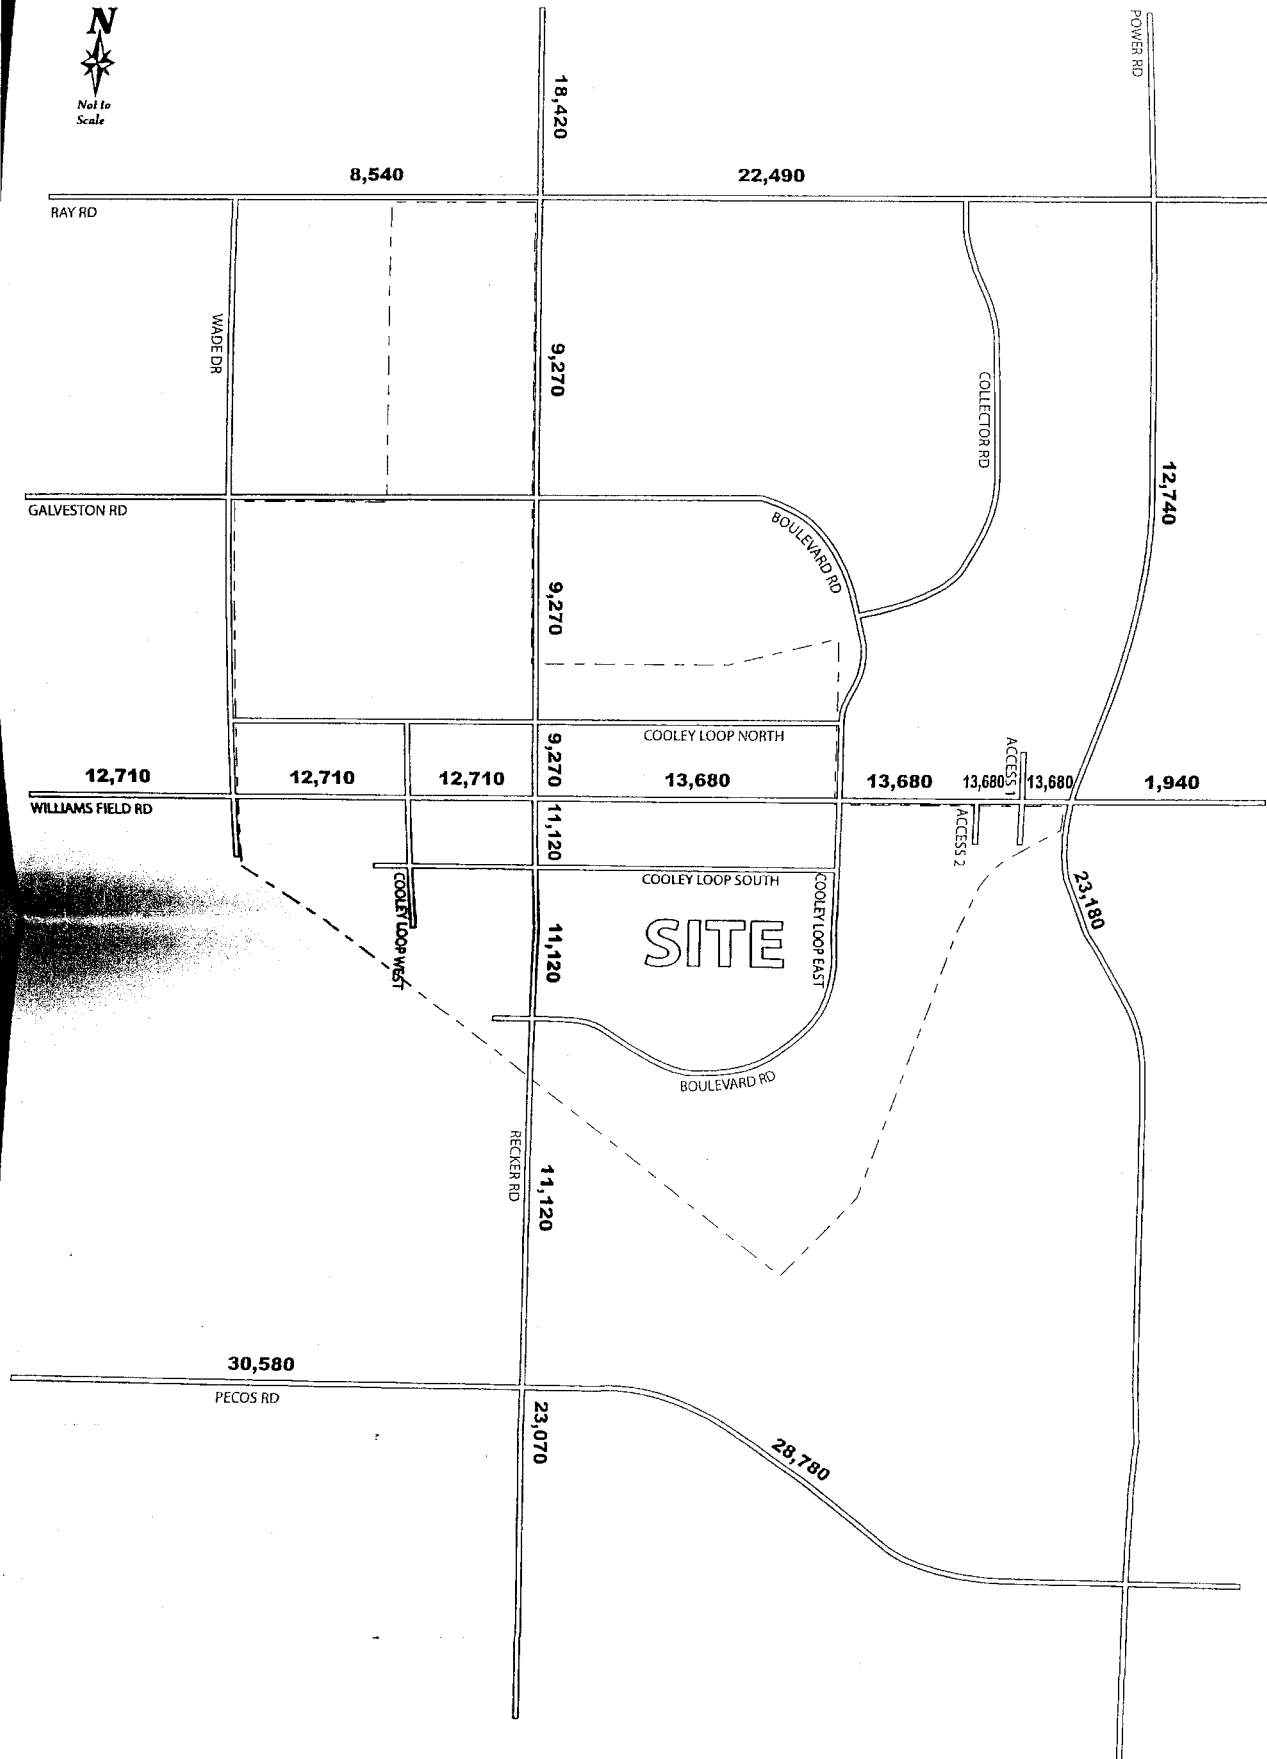 N
Not to
Scale
POWER RD
18,420
8,540
22,490
RAY RD
WADE DR
9,270
COLLECTOR RD
12,740
GALVESTON RD
BOULEVARD RD
9,270
COOLEY LOOP NORTH
ACCESS 1
12,710
12,710
12,710
9,270
13,680
13,680
13,680
13,680
1,940
WILLIAMS FIELD RD
11,120
ACCESS 2
COOLEY LOOP SOUTH
COOLEY LOOP WEST
COOLEY LOOP EAST
23,180
SITE
11,120
BOULEVARD RD
RECKER RD
11,120
30,580
PECOS RD
23,070
28,780